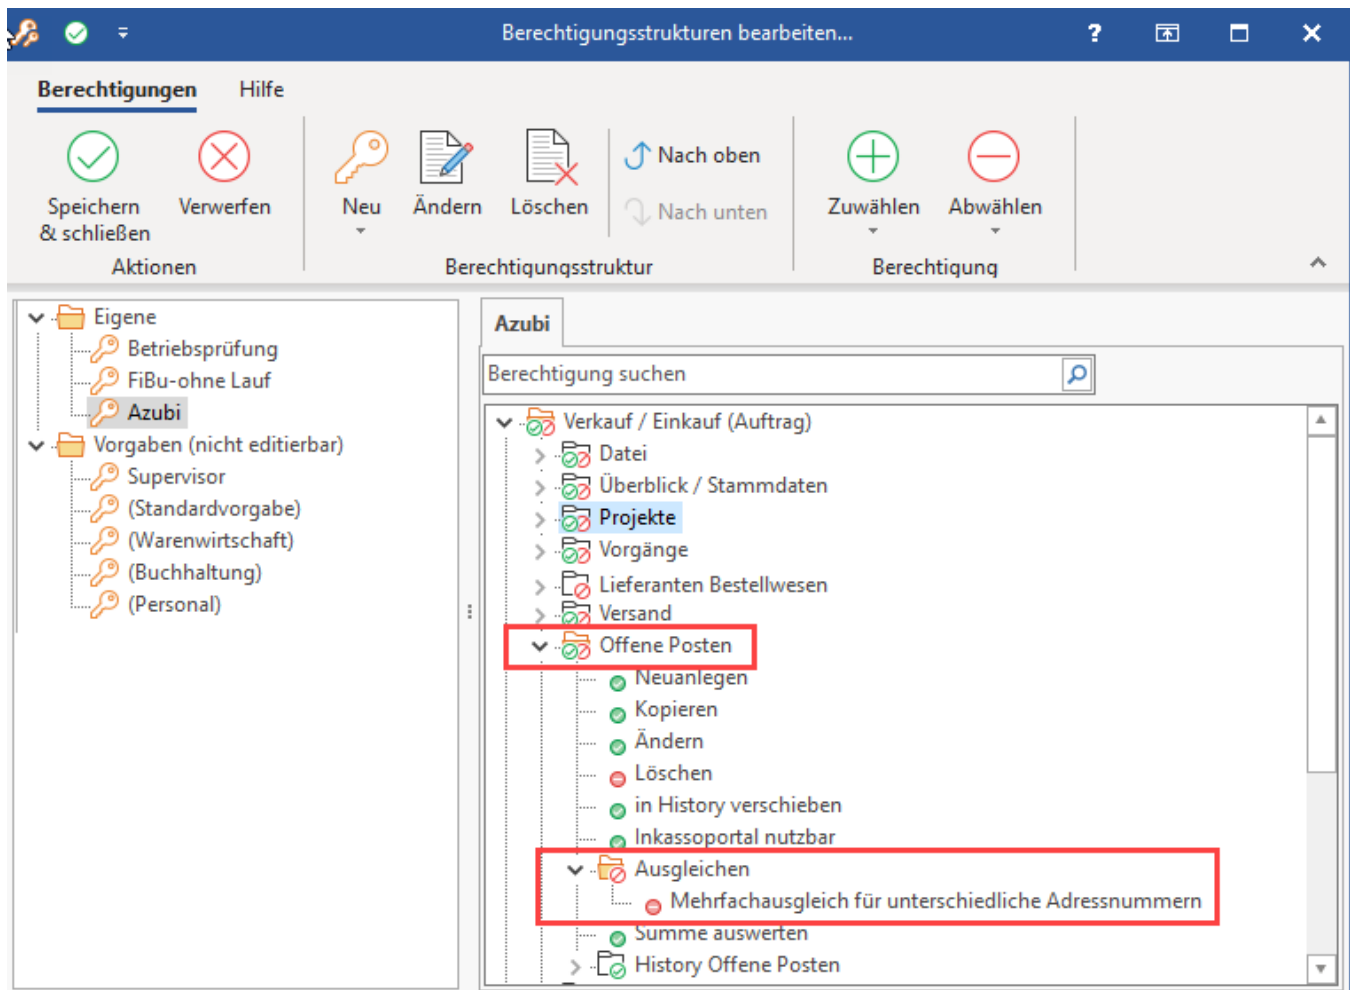 Berechtigungsstrukturen bearbeiten...
?
Berechtigungen Hilfe
Speichern & schließen
Verwerfen
Neu
Ändern
Löschen
Nach oben
Nach unten
Zuwählen
Abwählen
Aktionen
Berechtigungsstruktur
Berechtigung
Eigene
Betriebsprüfung
FiBu-ohne Lauf
Azubi
Vorgaben (nicht editierbar)
Supervisor
(Standardvorgabe)
(Warenwirtschaft)
(Buchhaltung)
(Personal)
Azubi
Berechtigung suchen
Verkauf / Einkauf (Auftrag)
Datei
Überblick / Stammdaten
Projekte
Vorgänge
Lieferanten Bestellwesen
Versand
Offene Posten
Neuanlegen
Kopieren
Ändern
Löschen
in History verschieben
Inkassoportal nutzbar
Ausgleichen
Mehrfachausgleich für unterschiedliche Adressnummern
Summe auswerten
History Offene Posten